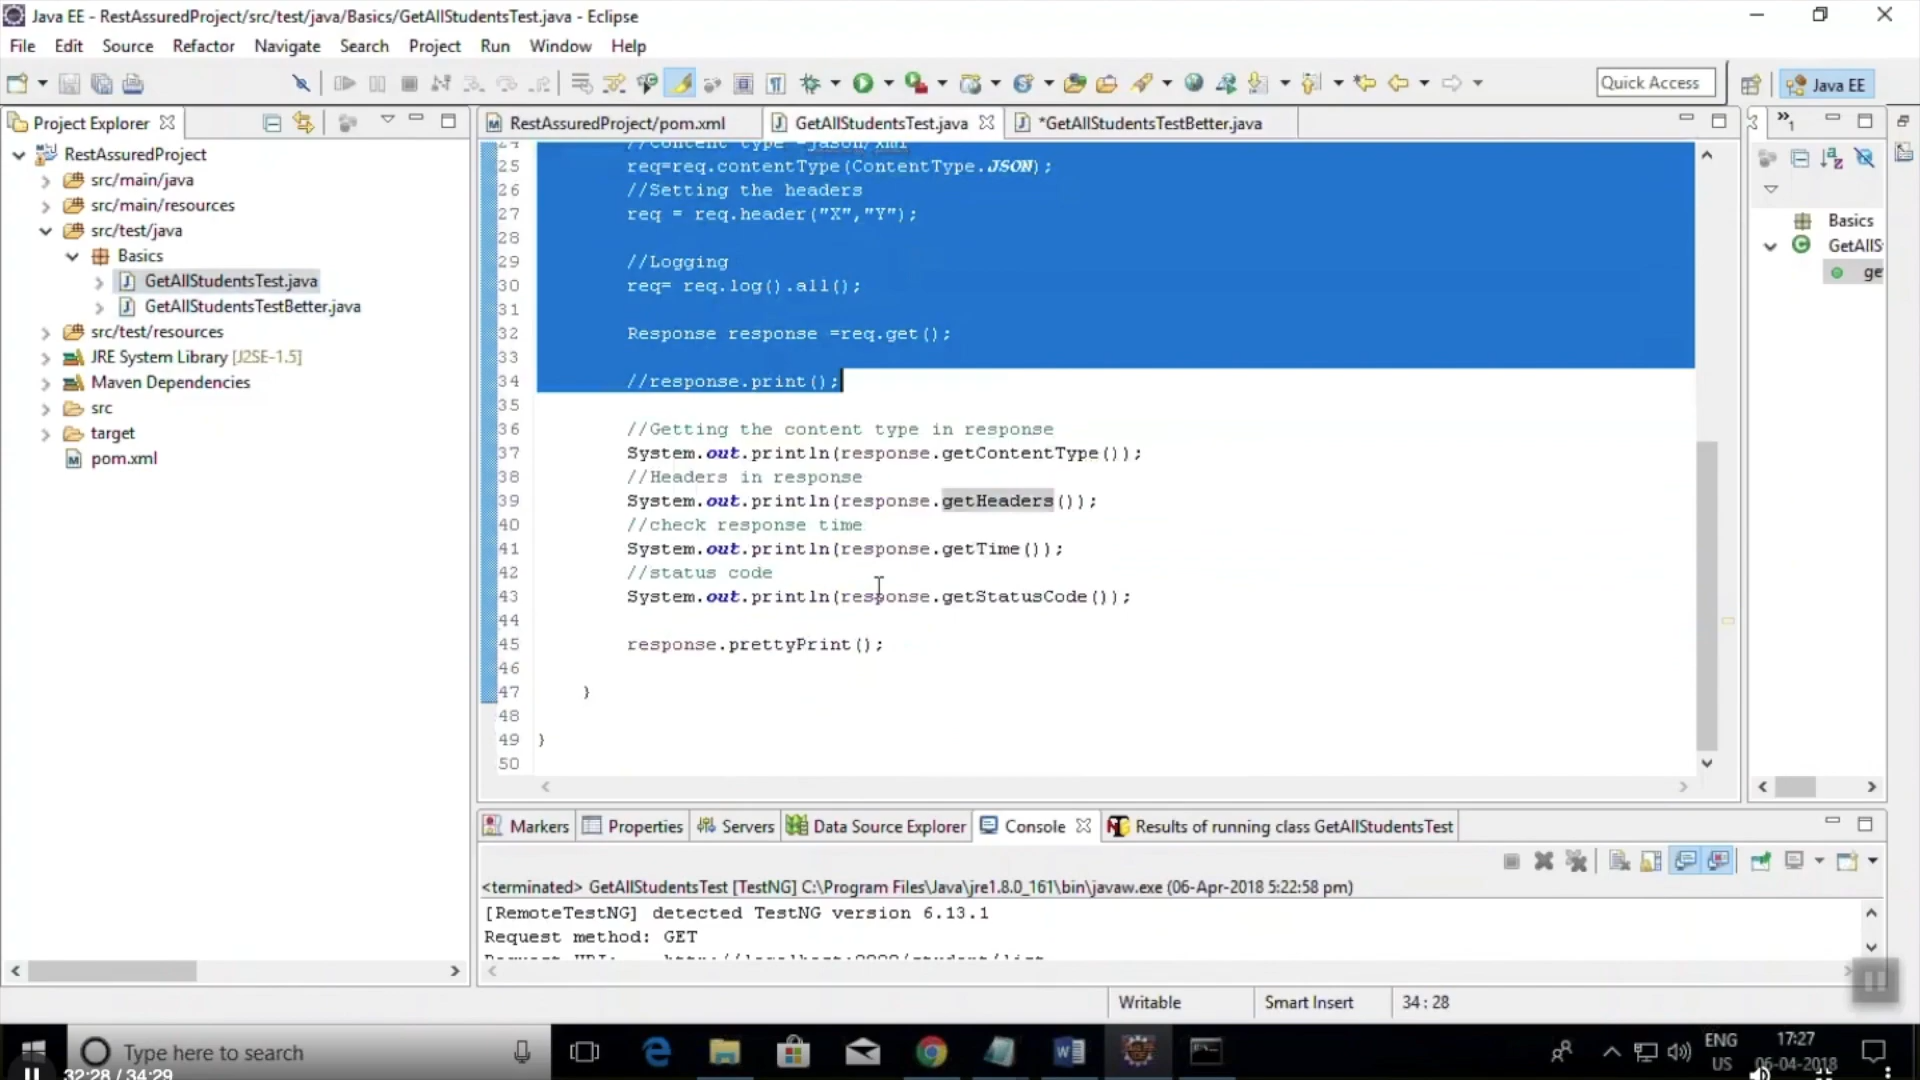 Java EE - RestAssuredProject/src/test/java/Basics/GetAllStudentsTest.java - Eclipse
File Edit Source Refactor Navigate Search Project Run Window Help
Quick Access
Java EE
Project Explorer
RestAssuredProject
src/main/java
src/main/resources
src/test/java
Basics
GetAllStudentsTest.java
GetAllStudentsTestBetter.java
src/test/resources
JRE System Library [J2SE-1.5]
Maven Dependencies
src
target
pom.xml
RestAssuredProject/pom.xml
GetAllStudentsTest.java
*GetAllStudentsTestBetter.java
24 //Content type -jason/xml
25 req=req.contentType(ContentType.JSON);
26 //Setting the headers
27 req = req.header("X","Y");
28
29 //Logging
30 req= req.log().all();
31
32 Response response =req.get();
33
34 //response.print();
35
36 //Getting the content type in response
37 System.out.println(response.getContentType());
38 //Headers in response
39 System.out.println(response.getHeaders());
40 //check response time
41 System.out.println(response.getTime());
42 //status code
43 System.out.println(response.getStatusCode());
44
45 response.prettyPrint();
46
47 }
48
49 }
50
Basics
GetAllS
ge
Markers Properties Servers Data Source Explorer Console Results of running class GetAllStudentsTest
<terminated> GetAllStudentsTest [TestNG] C:\Program Files\Java\jre1.8.0_161\bin\javaw.exe (06-Apr-2018 5:22:58 pm)
[RemoteTestNG] detected TestNG version 6.13.1
Request method: GET
Writable Smart Insert 34 : 28
Type here to search
ENG
US
17:27
06-04-2018
32:28 / 34:29